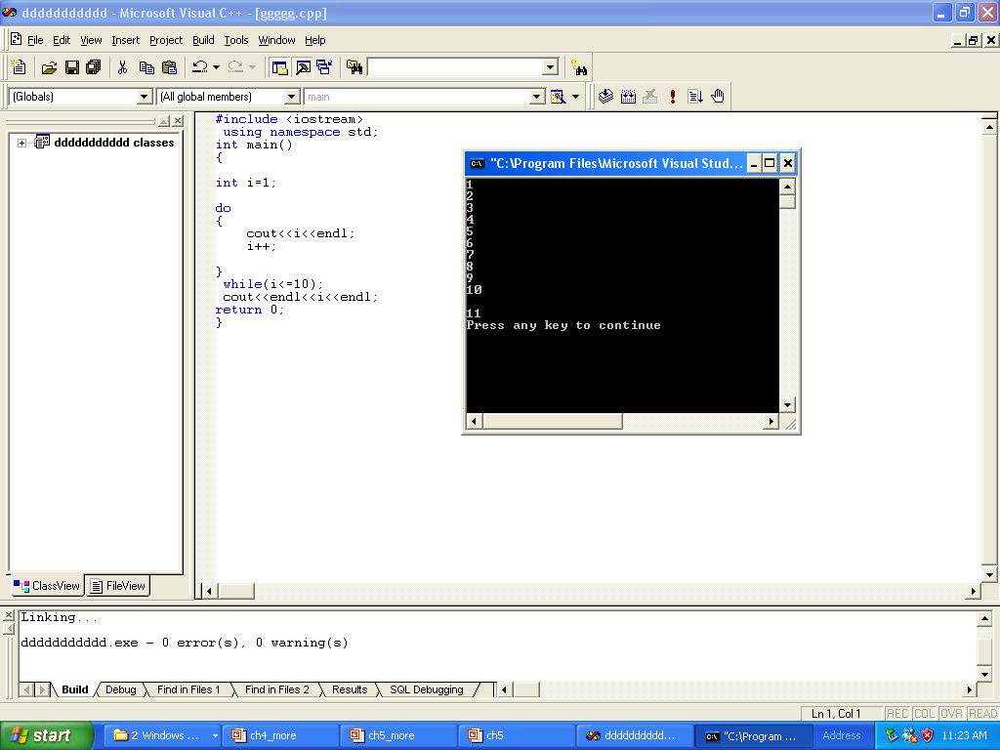 ddddddddddd - Microsoft Visual C++ - [ggggg.cpp]
File Edit View Insert Project Build Tools Window Help
(Globals) (All global members) main
ddddddddddd classes
#include <iostream>
using namespace std;
int main()
{
int i=1;
do
{
cout<<i<<endl;
i++;
}
while(i<=10);
cout<<endl<<i<<endl;
return 0;
}
"C:\Program Files\Microsoft Visual Stud...
1
2
3
4
5
6
7
8
9
10
11
Press any key to continue
ClassView FileView
Linking...
ddddddddddd.exe - 0 error(s), 0 warning(s)
Build Debug Find in Files 1 Find in Files 2 Results SQL Debugging
Ln 1, Col 1 REC COL OVR READ
start 2 Windows ... ch4_more ch5_more ch5 dddddddddd... "C:\Program ... Address 11:23 AM